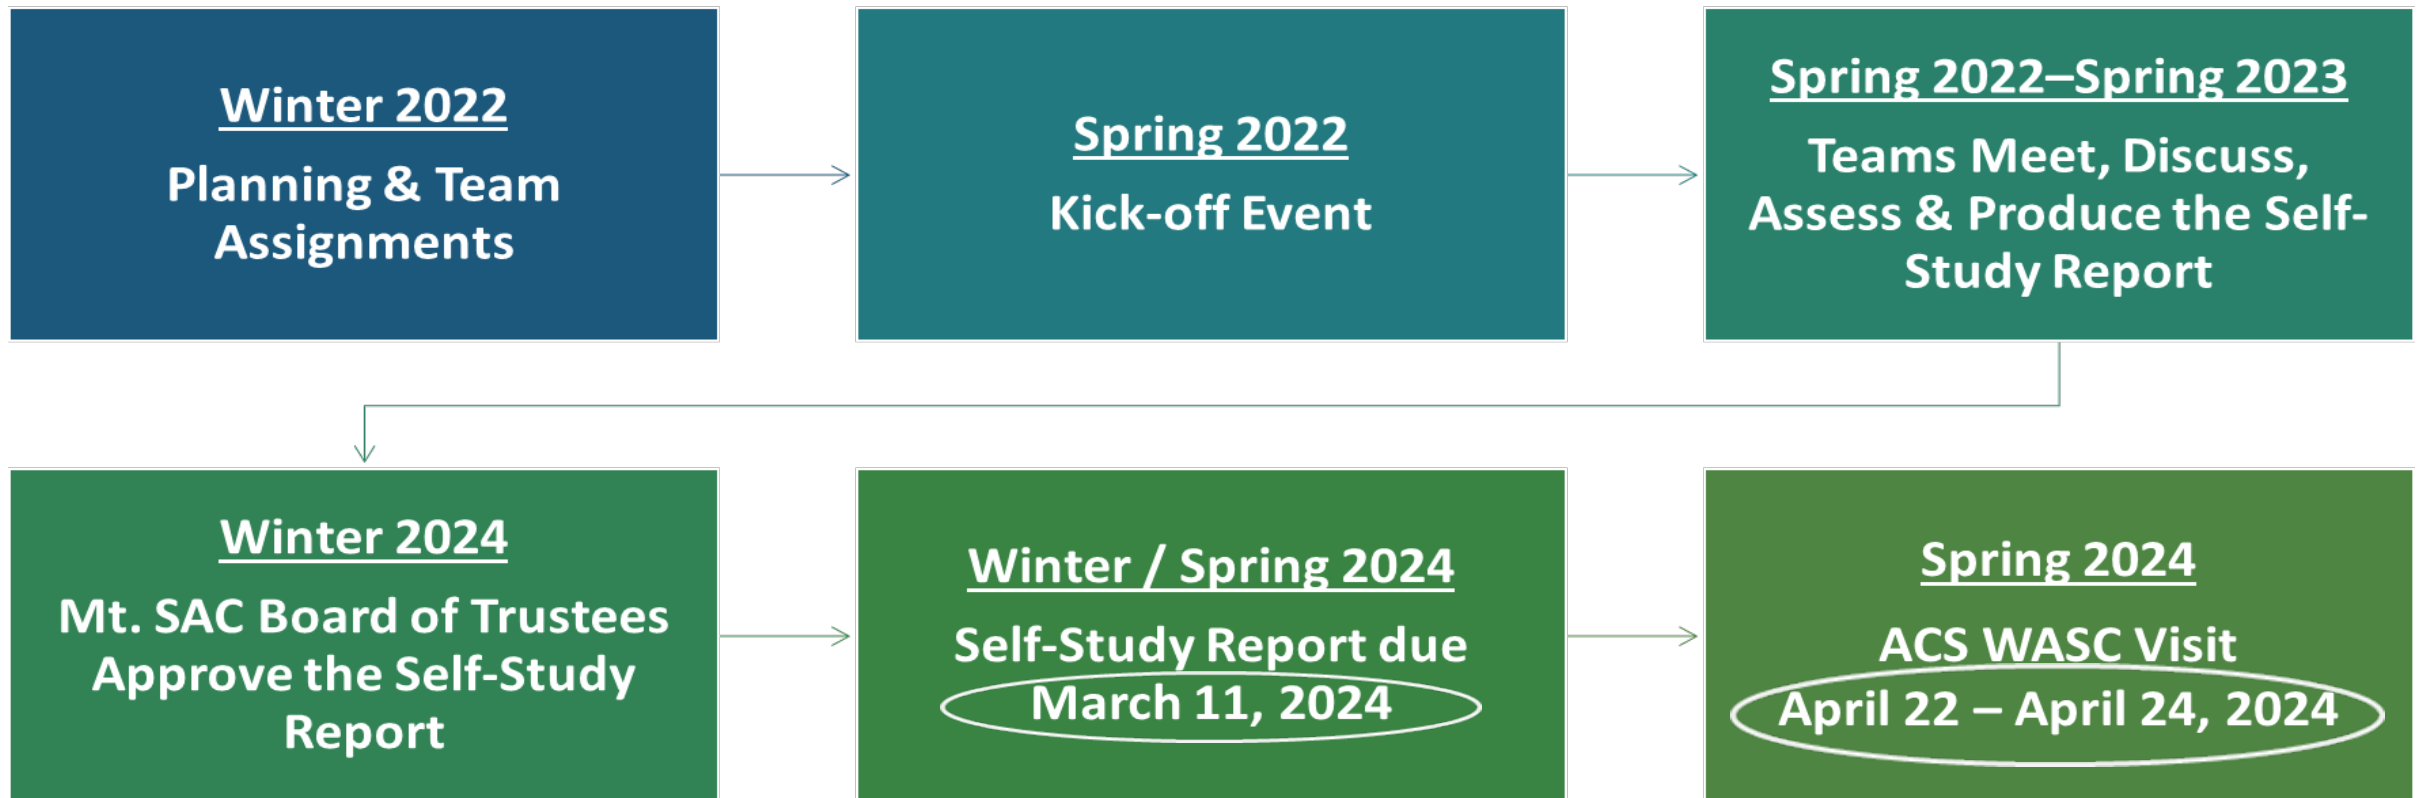 Winter 2022
Planning & Team
Assignments
Spring 2022
Kick-off Event
Spring 2022–Spring 2023
Teams Meet, Discuss,
Assess & Produce the Self-
Study Report
Winter 2024
Mt. SAC Board of Trustees
Approve the Self-Study
Report
Winter / Spring 2024
Self-Study Report due
March 11, 2024
Spring 2024
ACS WASC Visit
April 22 – April 24, 2024